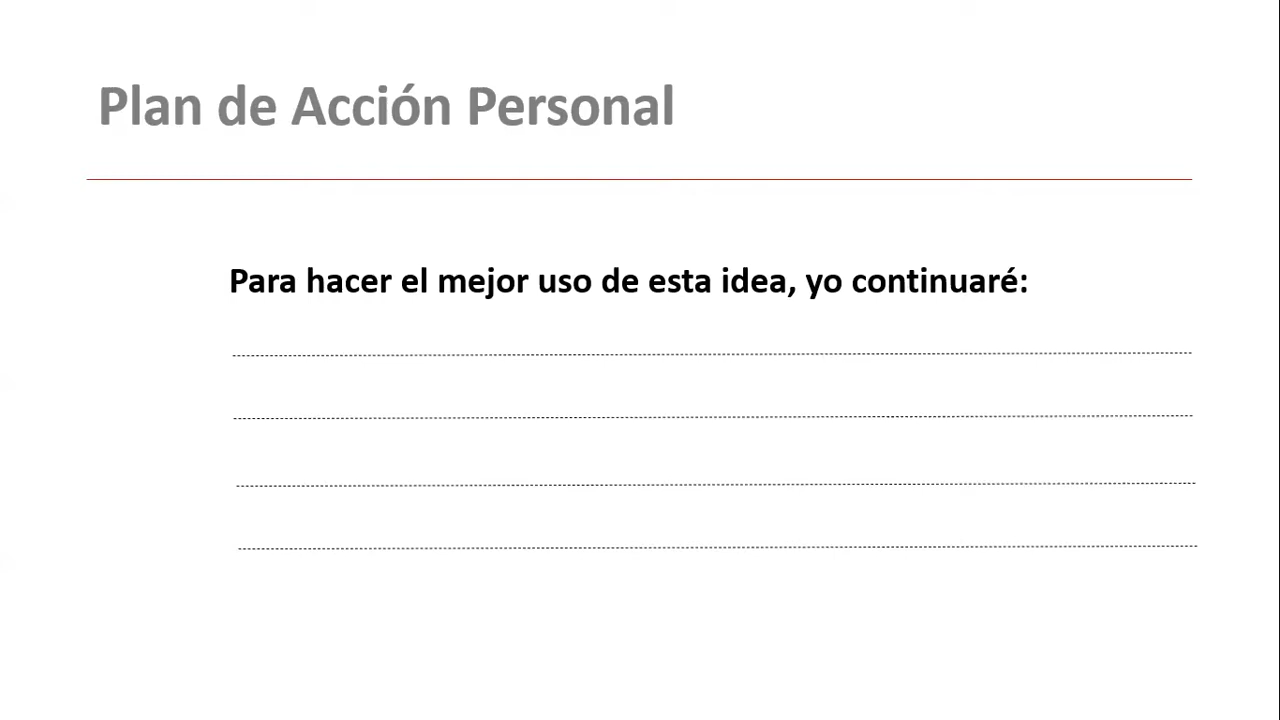 Plan de Acción Personal
Para hacer el mejor uso de esta idea, yo continuaré: